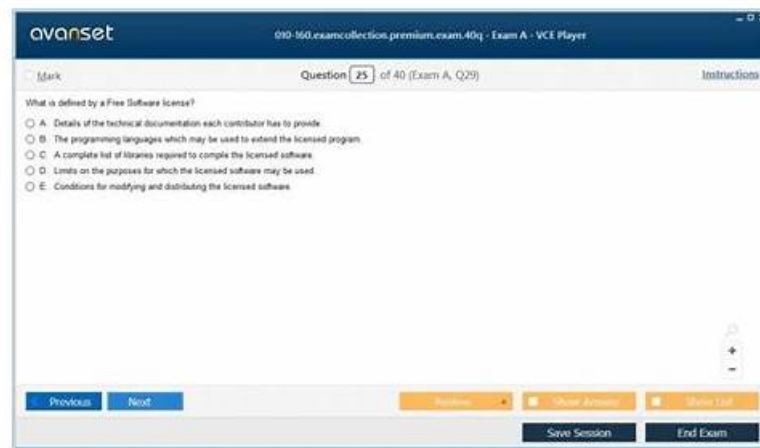 avanset
010-160.examcollection.premium.exam.40q - Exam A - VCE Player
Mark
Question 25 of 40 (Exam A, Q29)
Instructions
What is defined by a Free Software license?
A. Details of the technical documentation each contributor has to provide.
B. The programming languages which may be used to extend the licensed program.
C. A complete list of libraries required to compile the licensed software.
D. Limits on the purposes for which the licensed software may be used.
E. Conditions for modifying and distributing the licensed software.
Previous
Next
Review
Show Answer
Show List
Save Session
End Exam